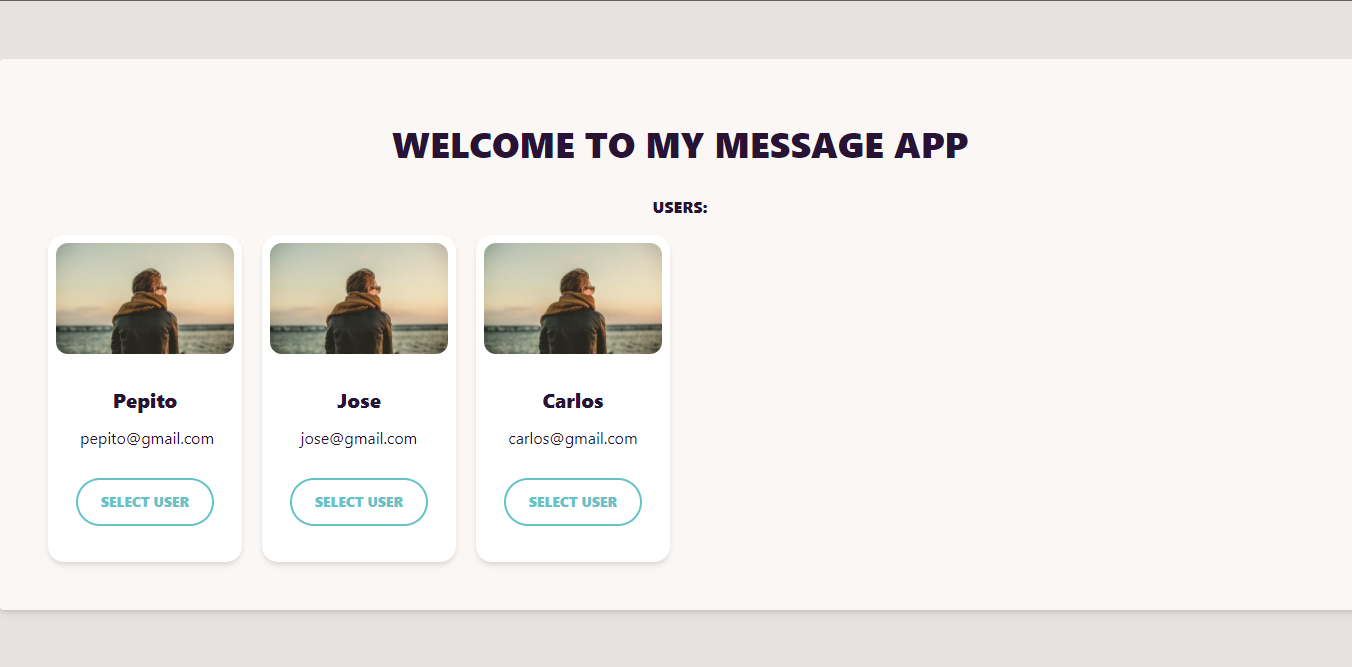 WELCOME TO MY MESSAGE APP
USERS:
Pepito
pepito@gmail.com
SELECT USER
Jose
jose@gmail.com
SELECT USER
Carlos
carlos@gmail.com
SELECT USER